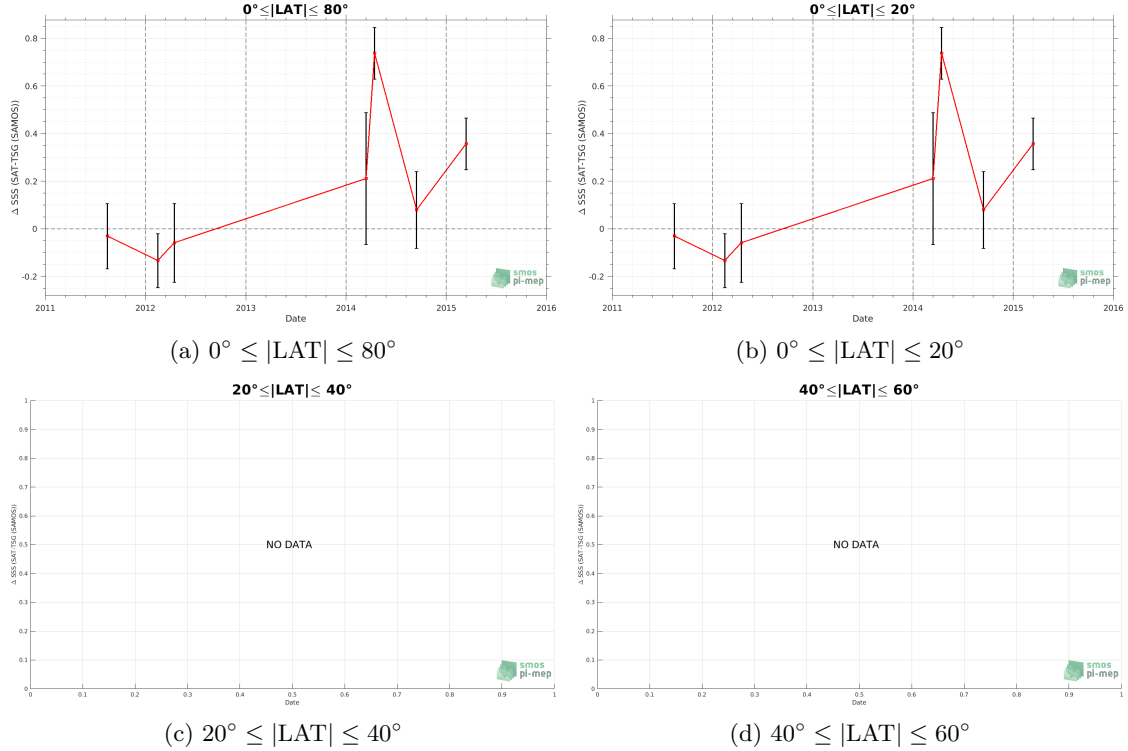 0°≤|LAT|≤ 80°
Δ SSS (SAT-TSG (SAMOS))
0.8
0.6
0.4
0.2
0
-0.2
2011
2012
2013
2014
2015
2016
Date
smos
pi-mep
(a) 0° ≤ |LAT| ≤ 80°
0°≤|LAT|≤ 20°
Δ SSS (SAT-TSG (SAMOS))
0.8
0.6
0.4
0.2
0
-0.2
2011
2012
2013
2014
2015
2016
Date
smos
pi-mep
(b) 0° ≤ |LAT| ≤ 20°
20°≤|LAT|≤ 40°
Δ SSS (SAT-TSG (SAMOS))
1
0.9
0.8
0.7
0.6
0.5
0.4
0.3
0.2
0.1
0
NO DATA
0
0.1
0.2
0.3
0.4
0.5
0.6
0.7
0.8
0.9
1
Date
smos
pi-mep
(c) 20° ≤ |LAT| ≤ 40°
40°≤|LAT|≤ 60°
Δ SSS (SAT-TSG (SAMOS))
1
0.9
0.8
0.7
0.6
0.5
0.4
0.3
0.2
0.1
0
NO DATA
0
0.1
0.2
0.3
0.4
0.5
0.6
0.7
0.8
0.9
1
Date
smos
pi-mep
(d) 40° ≤ |LAT| ≤ 60°